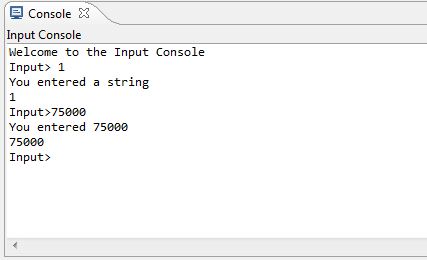 Console
Input Console
Welcome to the Input Console
Input> 1
You entered a string
1
Input>75000
You entered 75000
75000
Input>